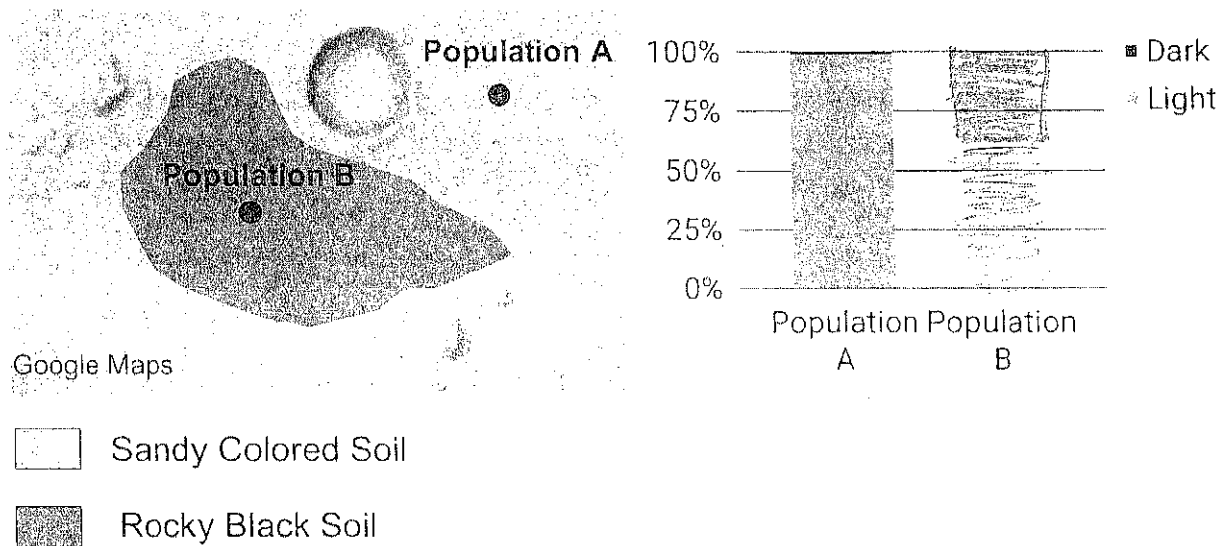 Population A
Population B
Google Maps
Sandy Colored Soil
Rocky Black Soil
100%
75%
50%
25%
0%
Population Population
A B
Dark
Light